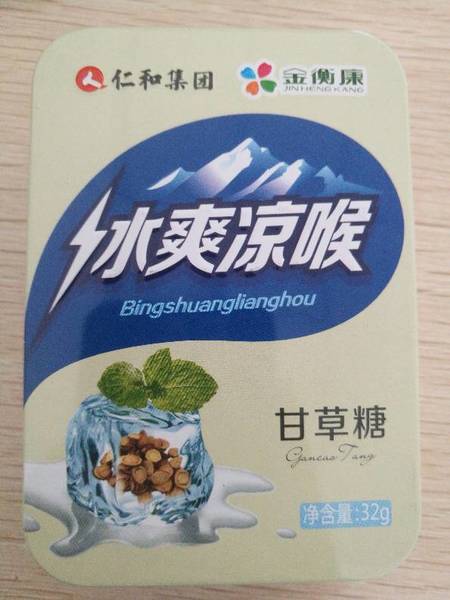 仁和集团
金衡康
JINHENGKANG
冰爽凉喉
Bingshuanglianghou
甘草糖
Gancao Tang
净含量:32g